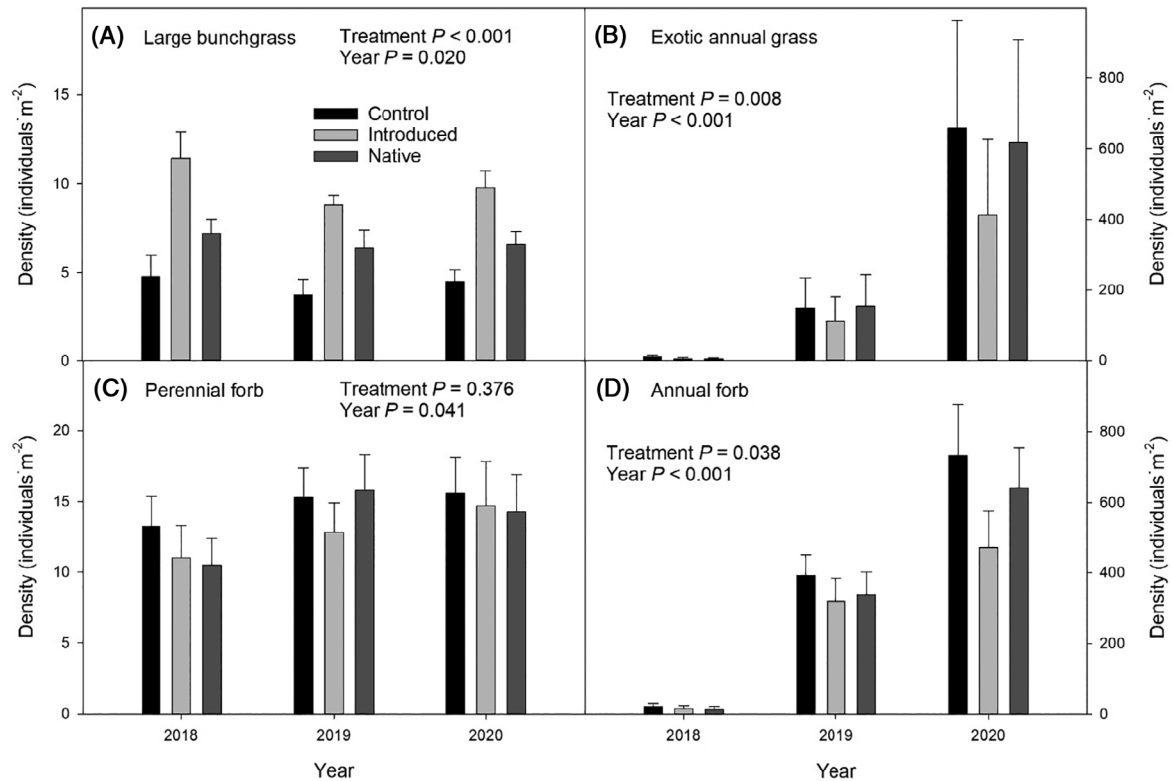 (A) Large bunchgrass
Treatment P < 0.001
Year P = 0.020
Control
Introduced
Native
Density (individuals·m-2)
15
10
5
0
(B) Exotic annual grass
Treatment P = 0.008
Year P < 0.001
800
600
400
200
0
Density (individuals·m-2)
(C) Perennial forb
Treatment P = 0.376
Year P = 0.041
Density (individuals·m-2)
20
15
10
5
0
2018 2019 2020
Year
(D) Annual forb
Treatment P = 0.038
Year P < 0.001
800
600
400
200
0
Density (individuals·m-2)
2018 2019 2020
Year